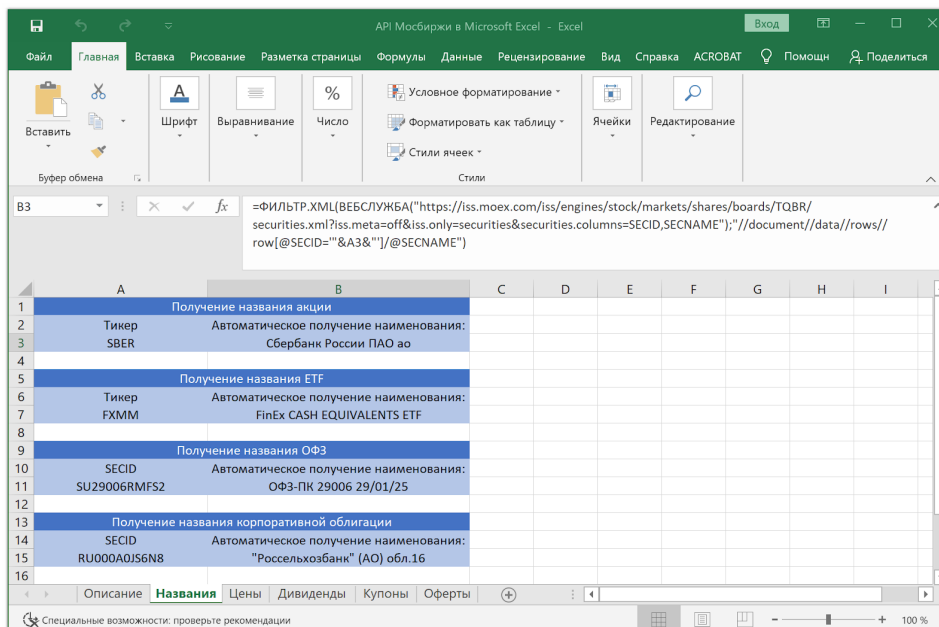 API Мосбиржи в Microsoft Excel - Excel
Вход
Файл Главная Вставка Рисование Разметка страницы Формулы Данные Рецензирование Вид Справка ACROBAT Помощн Поделиться
Вставить
Буфер обмена
Шрифт
Выравнивание
%
Число
Условное форматирование
Форматировать как таблицу
Стили ячеек
Стили
Ячейки
Редактирование
B3 fx =ФИЛЬТР.XML(ВЕБСЛУЖБА("https://iss.moex.com/iss/engines/stock/markets/shares/boards/TQBR/
securities.xml?iss.meta=off&iss.only=securities&securities.columns=SECID,SECNAME");"//document//data//rows//
row[@SECID='"&A3&"']/@SECNAME")
A B C D E F G H I
1 Получение названия акции
2 Тикер Автоматическое получение наименования:
3 SBER Сбербанк России ПАО ао
4
5 Получение названия ETF
6 Тикер Автоматическое получение наименования:
7 FXMM FinEx CASH EQUIVALENTS ETF
8
9 Получение названия ОФЗ
10 SECID Автоматическое получение наименования:
11 SU29006RMFS2 ОФЗ-ПК 29006 29/01/25
12
13 Получение названия корпоративной облигации
14 SECID Автоматическое получение наименования:
15 RU000A0JS6N8 "Россельхозбанк" (АО) обл.16
16
Описание Названия Цены Дивиденды Купоны Оферты
Специальные возможности: проверьте рекомендации 100 %